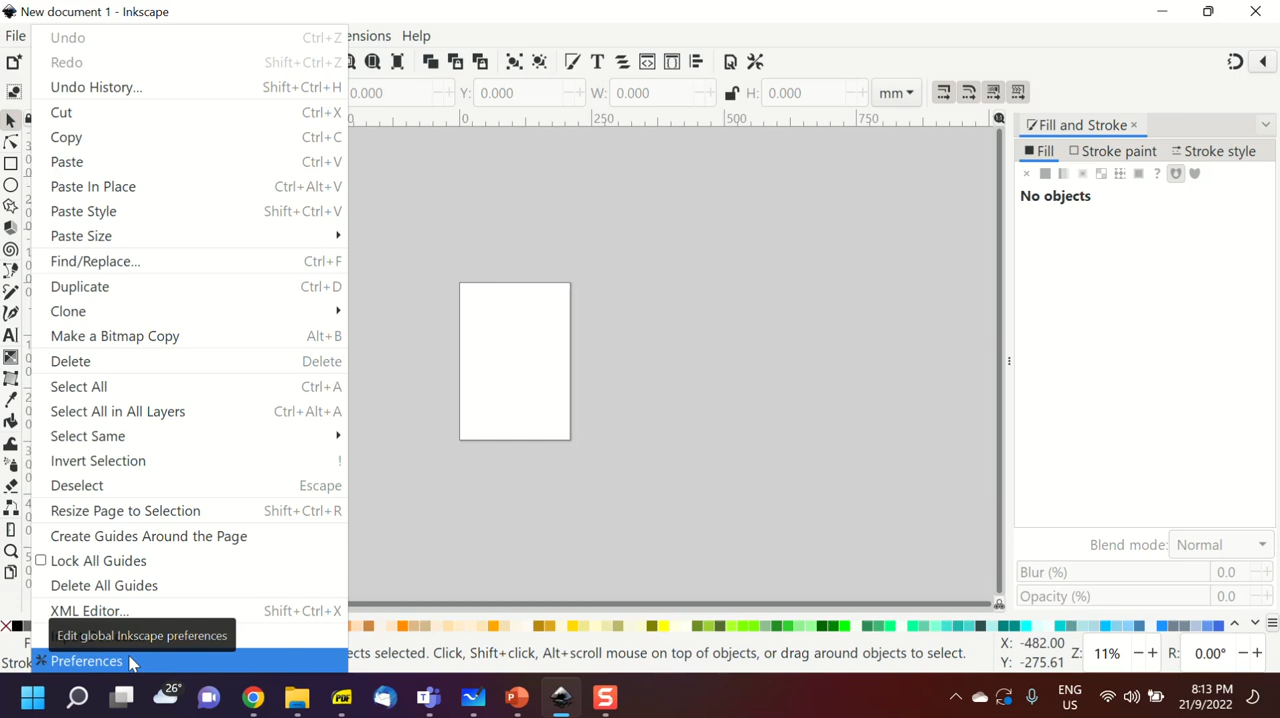 New document 1 - Inkscape
File
ensions Help
Undo Ctrl+Z
Redo Shift+Ctrl+Z
Undo History... Shift+Ctrl+H
Cut Ctrl+X
Copy Ctrl+C
Paste Ctrl+V
Paste In Place Ctrl+Alt+V
Paste Style Shift+Ctrl+V
Paste Size
Find/Replace... Ctrl+F
Duplicate Ctrl+D
Clone
Make a Bitmap Copy Alt+B
Delete Delete
Select All Ctrl+A
Select All in All Layers Ctrl+Alt+A
Select Same
Invert Selection !
Deselect Escape
Resize Page to Selection Shift+Ctrl+R
Create Guides Around the Page
Lock All Guides
Delete All Guides
XML Editor... Shift+Ctrl+X
Edit global Inkscape preferences
Preferences
0.000 Y: 0.000 W: 0.000 H: 0.000 mm
0 250 500 750
Fill and Stroke
Fill Stroke paint Stroke style
No objects
Blend mode: Normal
Blur (%) 0.0
Opacity (%) 0.0
Strok
ects selected. Click, Shift+click, Alt+scroll mouse on top of objects, or drag around objects to select.
X: -482.00
Y: -275.61
Z: 11% R: 0.00°
26°
PDF
ENG
US
8:13 PM
21/9/2022